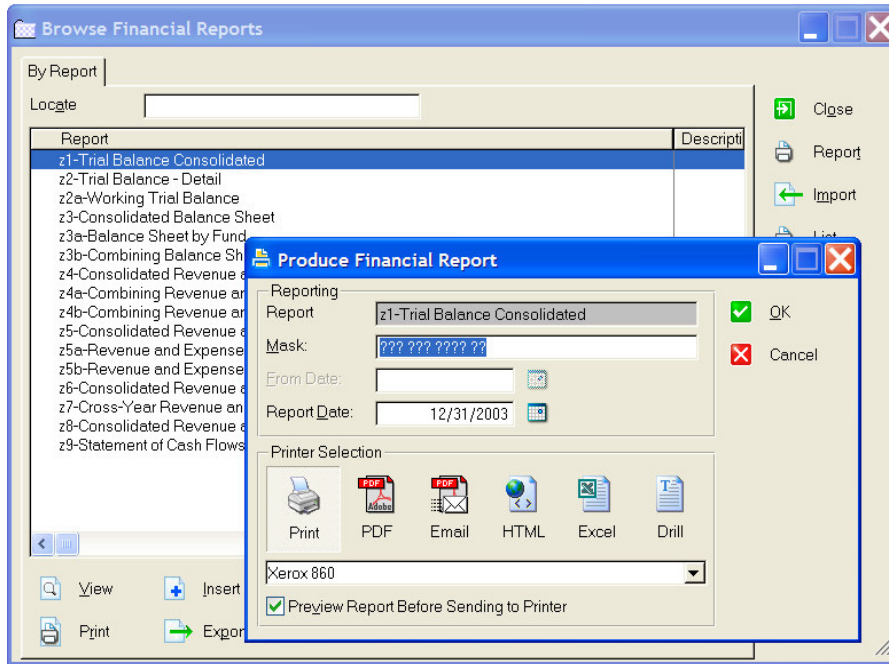 Browse Financial Reports
By Report
Locate
Report Descripti
z1-Trial Balance Consolidated
z2-Trial Balance - Detail
z2a-Working Trial Balance
z3-Consolidated Balance Sheet
z3a-Balance Sheet by Fund
z3b-Combining Balance Sh
z4-Consolidated Revenue a
z4a-Combining Revenue an
z4b-Combining Revenue an
z5-Consolidated Revenue a
z5a-Revenue and Expense
z5b-Revenue and Expense
z6-Consolidated Revenue a
z7-Cross-Year Revenue an
z8-Consolidated Revenue a
z9-Statement of Cash Flows
View Insert
Print Expor
Close
Report
Import
List
Produce Financial Report
Reporting
Report z1-Trial Balance Consolidated
Mask: ??? ??? ???? ??
From Date:
Report Date: 12/31/2003
OK
Cancel
Printer Selection
PDF Adobe PDF
Print PDF Email HTML Excel Drill
Xerox 860
Preview Report Before Sending to Printer